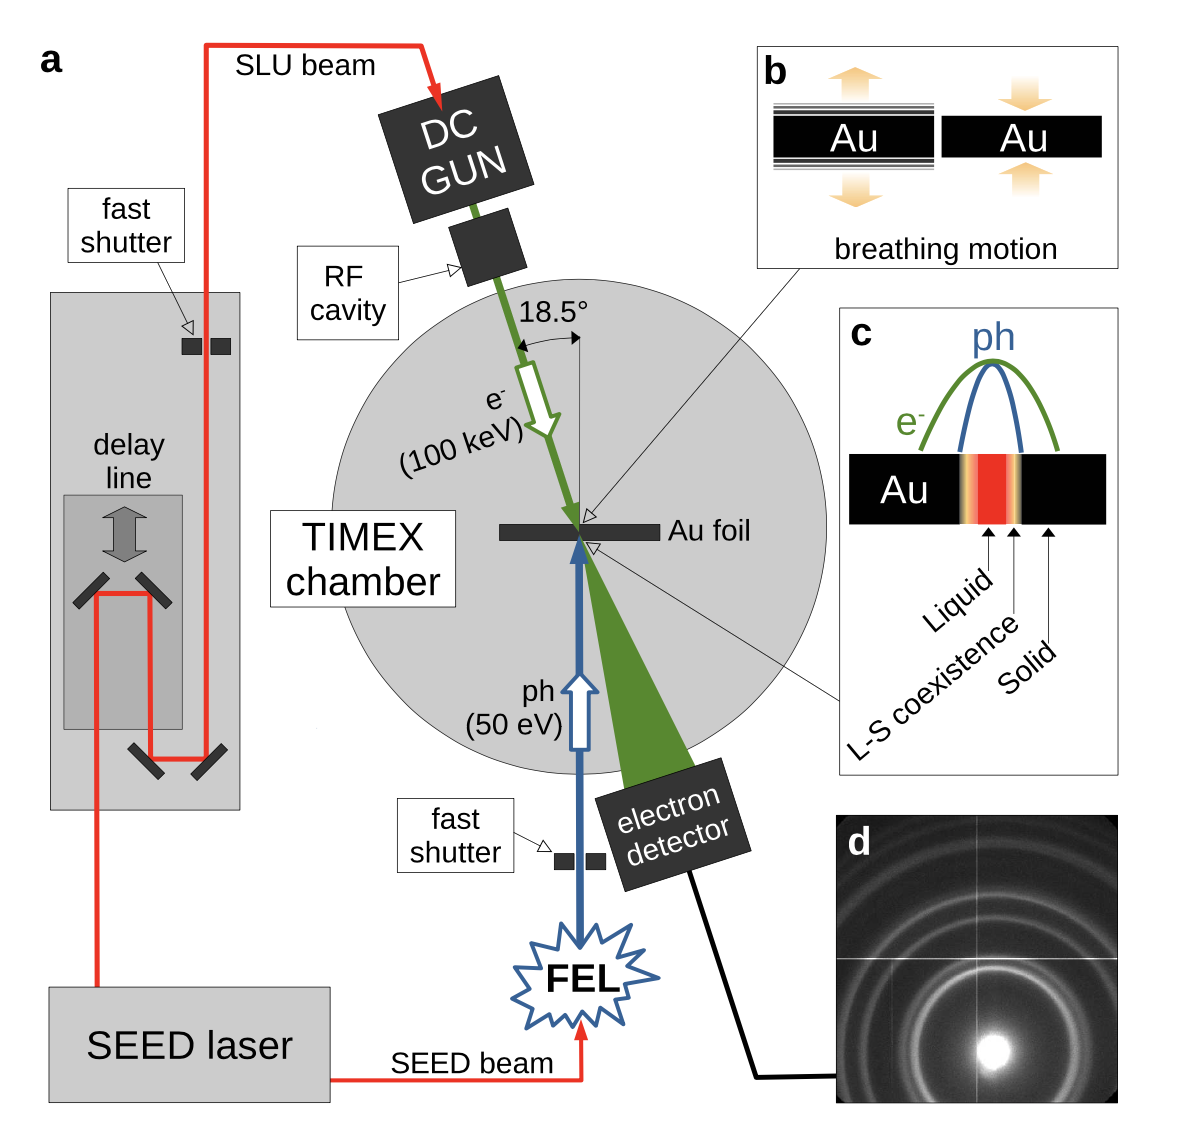 a
SLU beam
DC
GUN
fast
shutter
RF
cavity
18.5°
e-
(100 keV)
delay
line
TIMEX
chamber
Au foil
ph
(50 eV)
fast
shutter
electron
detector
FEL
SEED laser
SEED beam
b
Au
Au
breathing motion
c
ph
e-
Au
Liquid
L-S coexistence
Solid
d